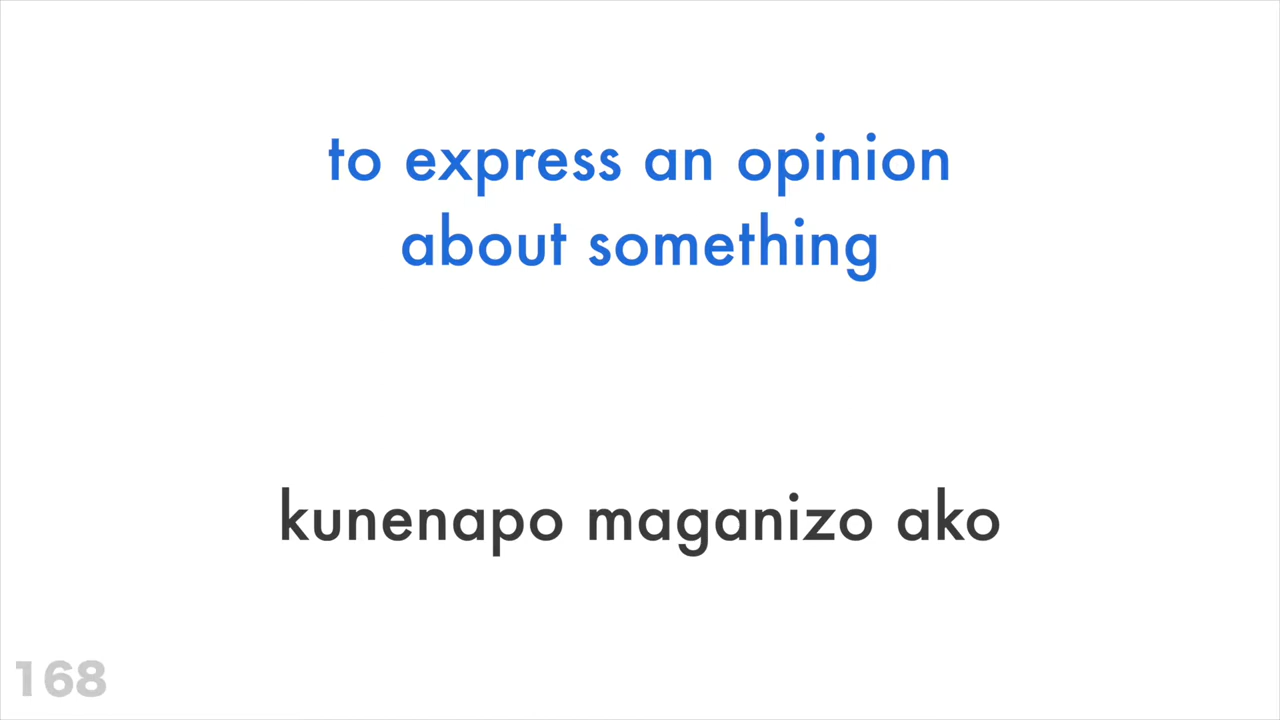 to express an opinion
about something
kunenapo maganizo ako
168